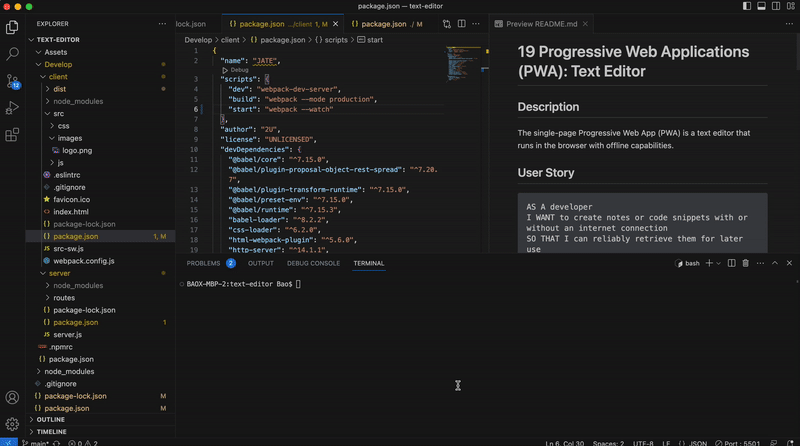 package.json — text-editor
EXPLORER
TEXT-EDITOR
Assets
Develop
client
dist
node_modules
src
css
images
logo.png
js
.eslintrc
.gitignore
favicon.ico
index.html
package-lock.json
package.json 1, M
src-sw.js
webpack.config.js
server
node_modules
routes
package-lock.json
package.json 1
server.js
.npmrc
package.json
node_modules
.gitignore
package-lock.json M
package.json M
OUTLINE
TIMELINE
12
lock.json
package.json .../client 1, M
package.json ./ M
Develop > client > package.json > scripts > start
1 {
2 "name": "JATE",
Debug
3 "scripts": {
4 "dev": "webpack-dev-server",
5 "build": "webpack --mode production",
6 "start": "webpack --watch"
7 },
8 "author": "2U",
9 "license": "UNLICENSED",
10 "devDependencies": {
11 "@babel/core": "^7.15.0",
12 "@babel/plugin-proposal-object-rest-spread": "^7.20.
7",
13 "@babel/plugin-transform-runtime": "^7.15.0",
14 "@babel/preset-env": "^7.15.0",
15 "@babel/runtime": "^7.15.3",
16 "babel-loader": "^8.2.2",
17 "css-loader": "^6.2.0",
18 "html-webpack-plugin": "^5.6.0",
19 "http-server": "^14.1.1",
Preview README.md
19 Progressive Web Applications
(PWA): Text Editor
Description
The single-page Progressive Web App (PWA) is a text editor that
runs in the browser with offline capabilities.
User Story
AS A developer
I WANT to create notes or code snippets with or
without an internet connection
SO THAT I can reliably retrieve them for later
use
PROBLEMS 2 OUTPUT DEBUG CONSOLE TERMINAL
bash
BAOX-MBP-2:text-editor Bao$
main* 0 2
Ln 6, Col 30 Spaces: 2 UTF-8 LF {} JSON Port : 5501